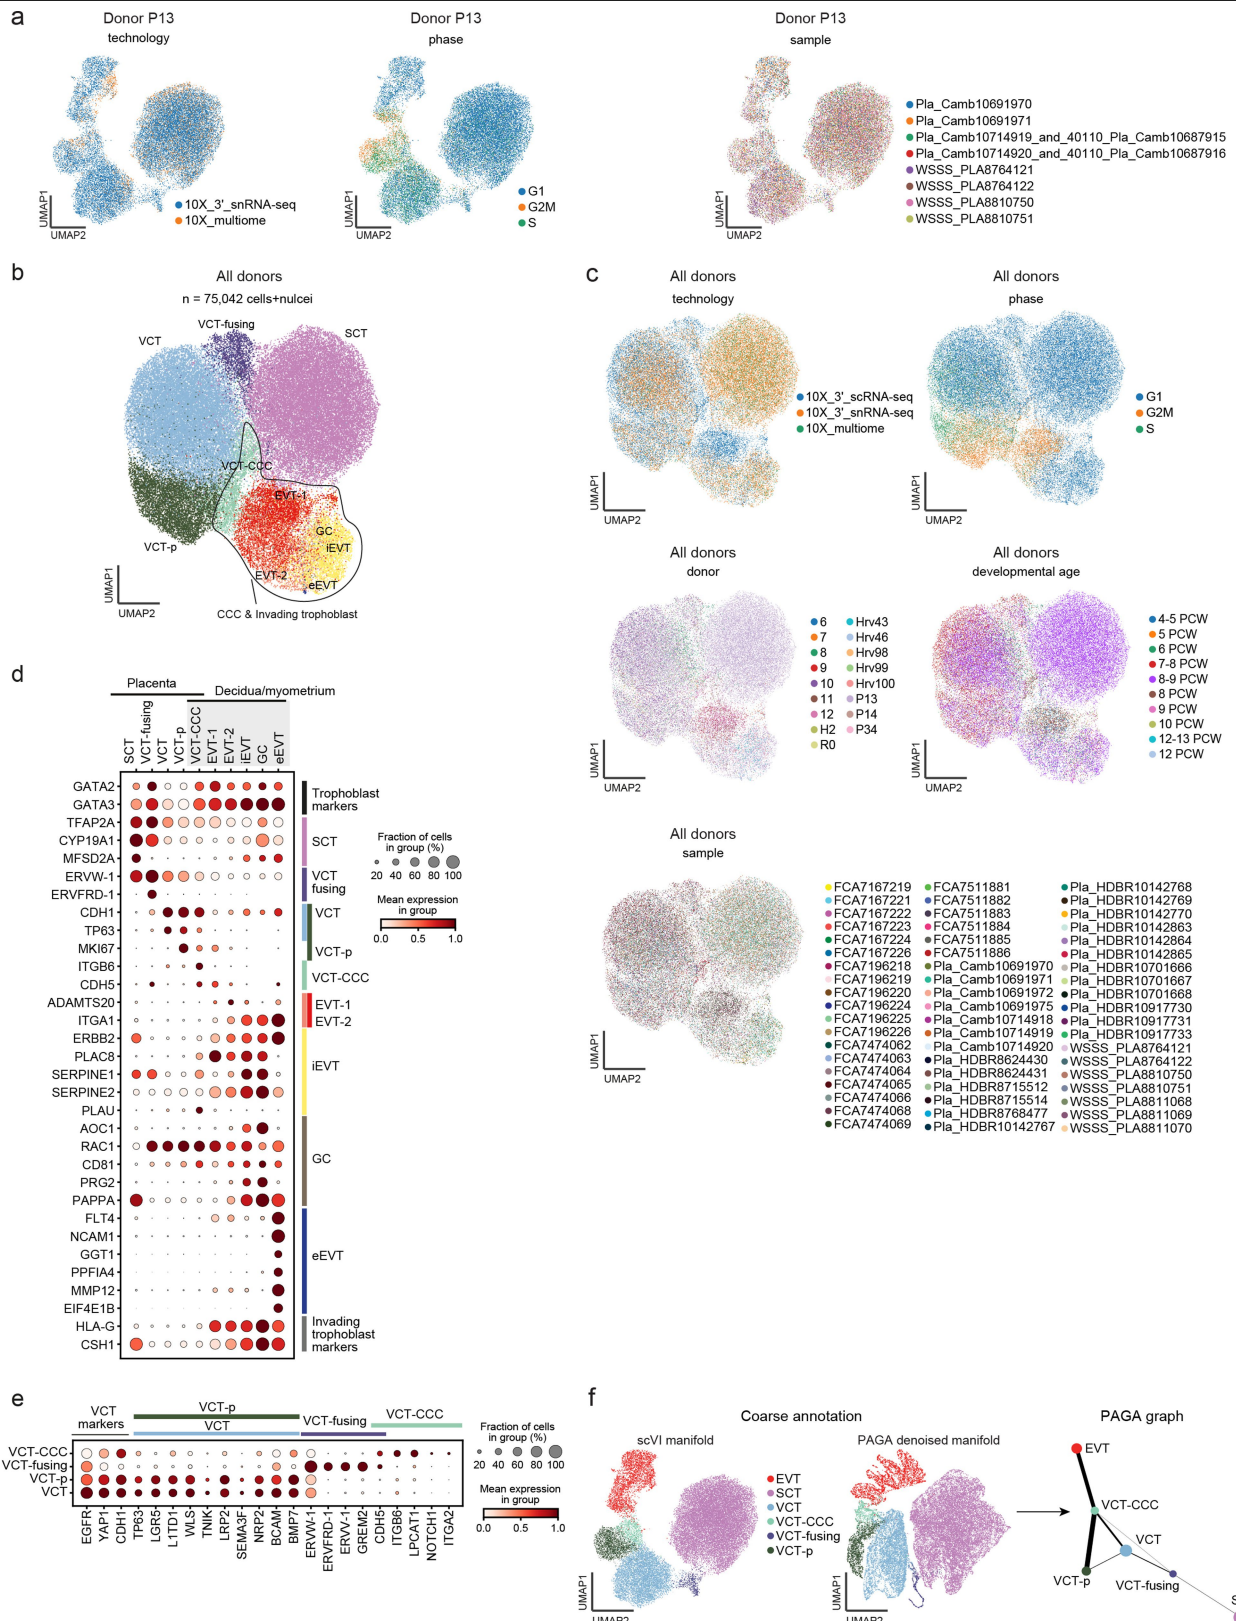 a
Donor P13
technology
UMAP1
UMAP2
10X_3'_snRNA-seq
10X_multiome
Donor P13
phase
UMAP1
UMAP2
G1
G2M
S
Donor P13
sample
UMAP1
UMAP2
Pla_Camb10691970
Pla_Camb10691971
Pla_Camb10714919_and_40110_Pla_Camb10687915
Pla_Camb10714920_and_40110_Pla_Camb10687916
WSSS_PLA8764121
WSSS_PLA8764122
WSSS_PLA8810750
WSSS_PLA8810751
b
All donors
n = 75,042 cells+nulcei
VCT-fusing
SCT
VCT
VCT-CCC
EVT-1
GC
iEVT
EVT-2
eEVT
VCT-p
UMAP1
UMAP2
CCC & Invading trophoblast
c
All donors
technology
UMAP1
UMAP2
10X_3'_scRNA-seq
10X_3'_snRNA-seq
10X_multiome
All donors
phase
UMAP1
UMAP2
G1
G2M
S
All donors
donor
UMAP1
UMAP2
6
7
8
9
10
11
12
H2
R0
Hrv43
Hrv46
Hrv98
Hrv99
Hrv100
P13
P14
P34
All donors
developmental age
UMAP1
UMAP2
4-5 PCW
5 PCW
6 PCW
7-8 PCW
8-9 PCW
8 PCW
9 PCW
10 PCW
12-13 PCW
12 PCW
All donors
sample
UMAP1
UMAP2
FCA7167219
FCA7167221
FCA7167222
FCA7167223
FCA7167224
FCA7167226
FCA7196218
FCA7196219
FCA7196220
FCA7196224
FCA7196225
FCA7196226
FCA7474062
FCA7474063
FCA7474064
FCA7474065
FCA7474066
FCA7474068
FCA7474069
FCA7511881
FCA7511882
FCA7511883
FCA7511884
FCA7511885
FCA7511886
Pla_Camb10691970
Pla_Camb10691971
Pla_Camb10691972
Pla_Camb10691975
Pla_Camb10714918
Pla_Camb10714919
Pla_Camb10714920
Pla_HDBR8624430
Pla_HDBR8624431
Pla_HDBR8715512
Pla_HDBR8715514
Pla_HDBR8768477
Pla_HDBR10142767
Pla_HDBR10142768
Pla_HDBR10142769
Pla_HDBR10142770
Pla_HDBR10142863
Pla_HDBR10142864
Pla_HDBR10142865
Pla_HDBR10701666
Pla_HDBR10701667
Pla_HDBR10701668
Pla_HDBR10917730
Pla_HDBR10917731
Pla_HDBR10917733
WSSS_PLA8764121
WSSS_PLA8764122
WSSS_PLA8810750
WSSS_PLA8810751
WSSS_PLA8811068
WSSS_PLA8811069
WSSS_PLA8811070
d
Placenta
Decidua/myometrium
SCT
VCT-fusing
VCT
VCT-p
VCT-CCC
EVT-1
EVT-2
iEVT
GC
eEVT
GATA2
GATA3
TFAP2A
CYP19A1
MFSD2A
ERVW-1
ERVFRD-1
CDH1
TP63
MKI67
ITGB6
CDH5
ADAMTS20
ITGA1
ERBB2
PLAC8
SERPINE1
SERPINE2
PLAU
AOC1
RAC1
CD81
PRG2
PAPPA
FLT4
NCAM1
GGT1
PPFIA4
MMP12
EIF4E1B
HLA-G
CSH1
Trophoblast
markers
SCT
VCT
fusing
VCT
VCT-p
VCT-CCC
EVT-1
EVT-2
iEVT
GC
eEVT
Invading
trophoblast
markers
Fraction of cells
in group (%)
20 40 60 80 100
Mean expression
in group
0.0 1.0
e
VCT
markers
VCT-p
VCT
VCT-fusing
VCT-CCC
VCT-CCC
VCT-fusing
VCT-p
VCT
EGFR
YAP1
CDH1
TP63
LGR5
L1TD1
WLS
TNIK
LRP2
SEMA3F
NRP2
BCAM
BMP7
ERVW-1
ERVFRD-1
ERVV-1
GREM2
CDH5
ITGB6
LPCAT1
NOTCH1
ITGA2
Fraction of cells
in group (%)
20 40 60 80 100
Mean expression
in group
0.0 0.5 1.0
f
Coarse annotation
scVI manifold
PAGA denoised manifold
UMAP1
UMAP2
EVT
SCT
VCT
VCT-CCC
VCT-fusing
VCT-p
UMAP1
UMAP2
PAGA graph
EVT
VCT-CCC
VCT
VCT-p
VCT-fusing